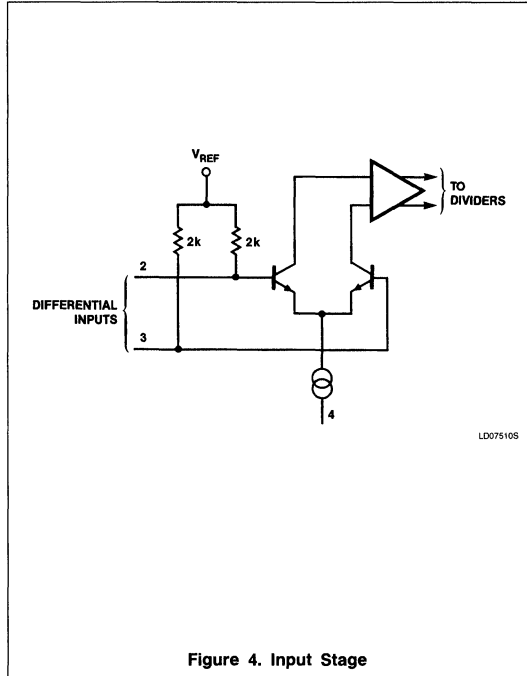 VREF
2k
2k
TO
DIVIDERS
2
DIFFERENTIAL
INPUTS
3
4
LD07510S
Figure 4. Input Stage